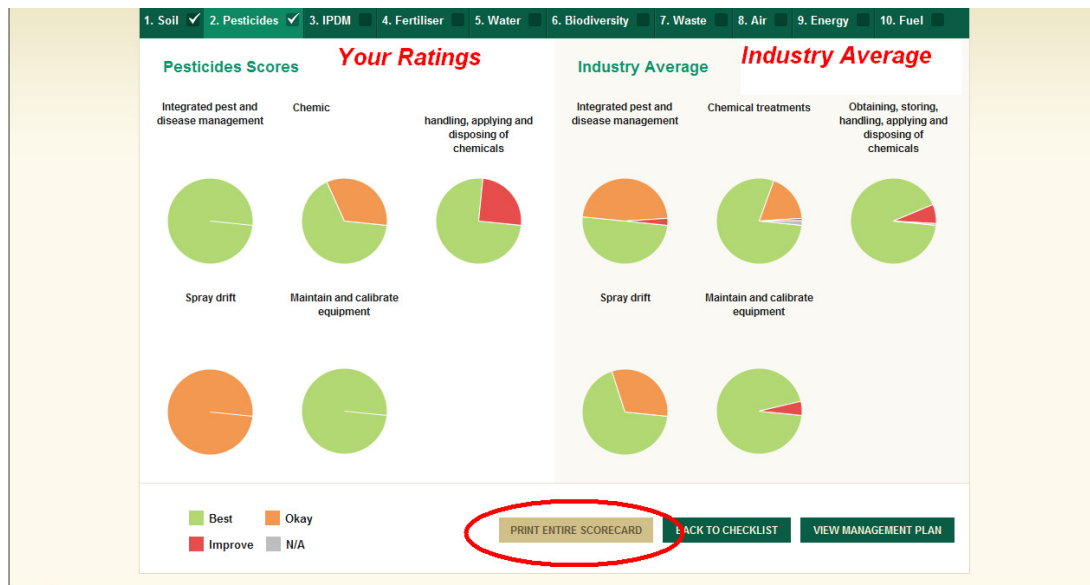 1. Soil 2. Pesticides 3. IPDM 4. Fertiliser 5. Water 6. Biodiversity 7. Waste 8. Air 9. Energy 10. Fuel
Pesticides Scores
Your Ratings
Industry Average
Industry Average
Integrated pest and
disease management
Chemic
handling, applying and
disposing of
chemicals
Integrated pest and
disease management
Chemical treatments
Obtaining, storing,
handling, applying and
disposing of
chemicals
Spray drift
Maintain and calibrate
equipment
Spray drift
Maintain and calibrate
equipment
Best
Okay
Improve
N/A
PRINT ENTIRE SCORECARD
BACK TO CHECKLIST
VIEW MANAGEMENT PLAN